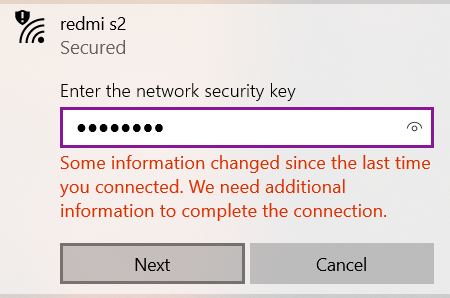 redmi s2
Secured
Enter the network security key
●●●●●●●●
Some information changed since the last time
you connected. We need additional
information to complete the connection.
Next
Cancel